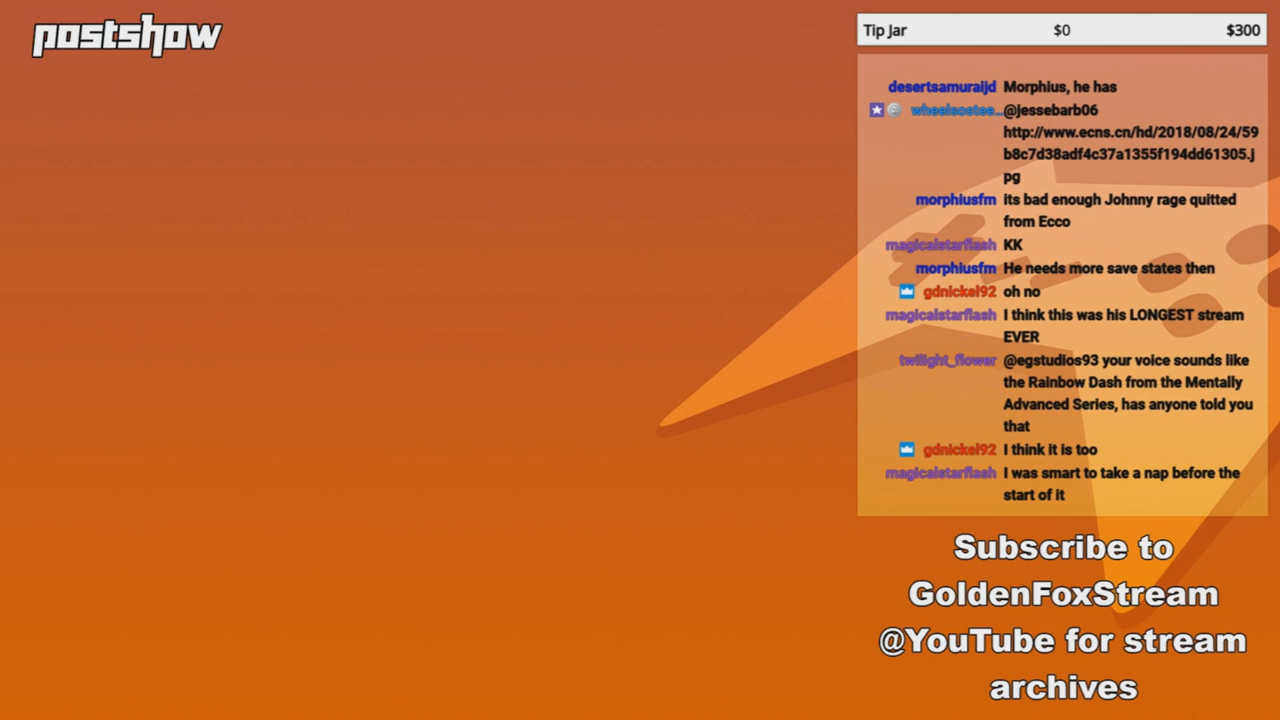 postshow
Tip Jar $0 $300
desertsamuraijd Morphius, he has
wheelsostee... @jessebarb06
http://www.ecns.cn/hd/2018/08/24/59
b8c7d38adf4c37a1355f194dd61305.j
pg
morphiusfm its bad enough Johnny rage quitted
from Ecco
magicalstarflash KK
morphiusfm He needs more save states then
gdnickel92 oh no
magicalstarflash I think this was his LONGEST stream
EVER
twilight_flower @egstudios93 your voice sounds like
the Rainbow Dash from the Mentally
Advanced Series, has anyone told you
that
gdnickel92 I think it is too
magicalstarflash I was smart to take a nap before the
start of it
Subscribe to
GoldenFoxStream
@YouTube for stream
archives